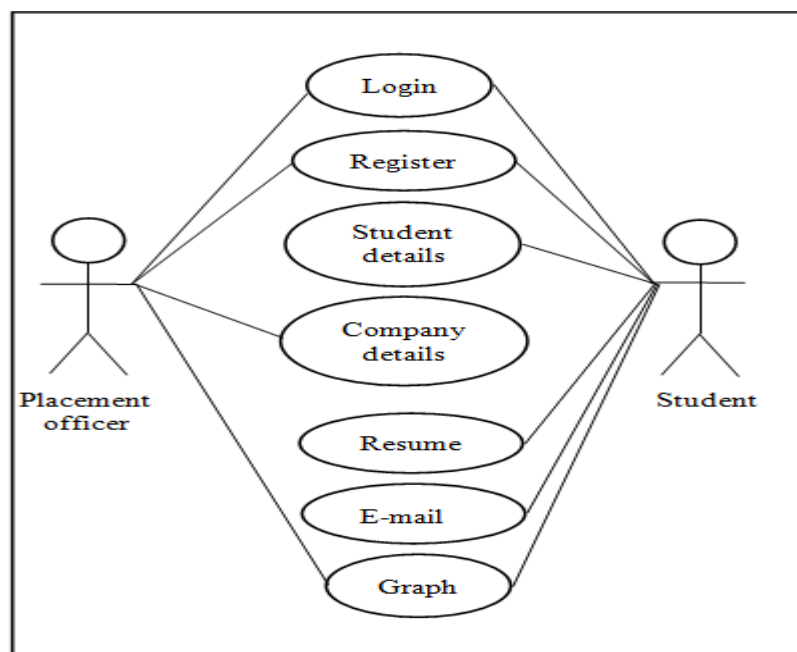 Login
Register
Student
details
Company
details
Placement
officer
Student
Resume
E-mail
Graph